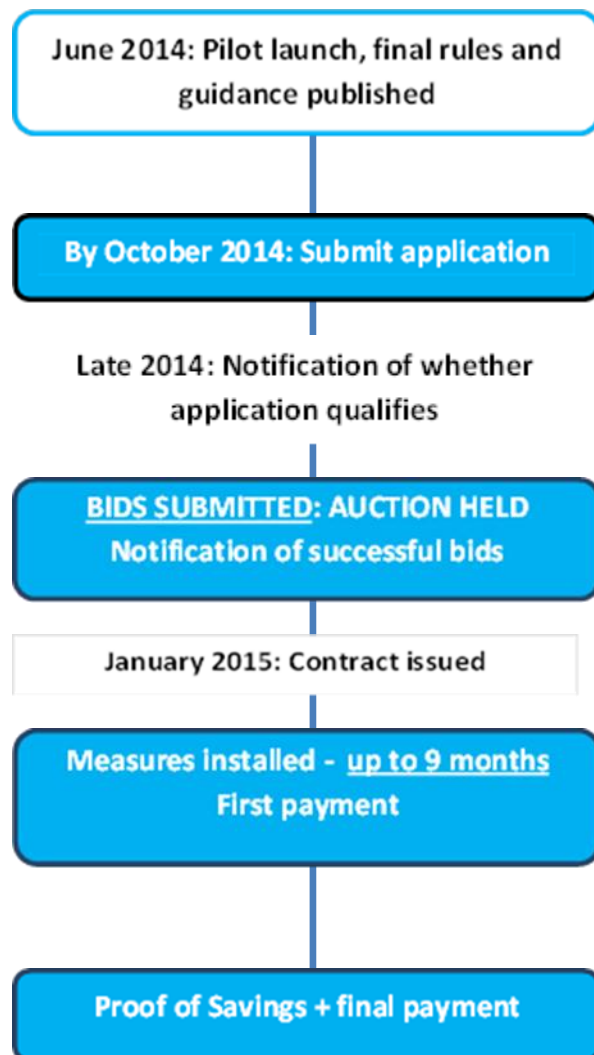 June 2014: Pilot launch, final rules and
guidance published
By October 2014: Submit application
Late 2014: Notification of whether
application qualifies
BIDS SUBMITTED: AUCTION HELD
Notification of successful bids
January 2015: Contract issued
Measures installed - up to 9 months
First payment
Proof of Savings + final payment